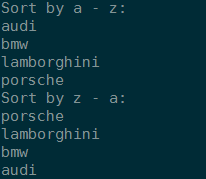 Sort by a - z:
audi
bmw
lamborghini
porsche
Sort by z - a:
porsche
lamborghini
bmw
audi